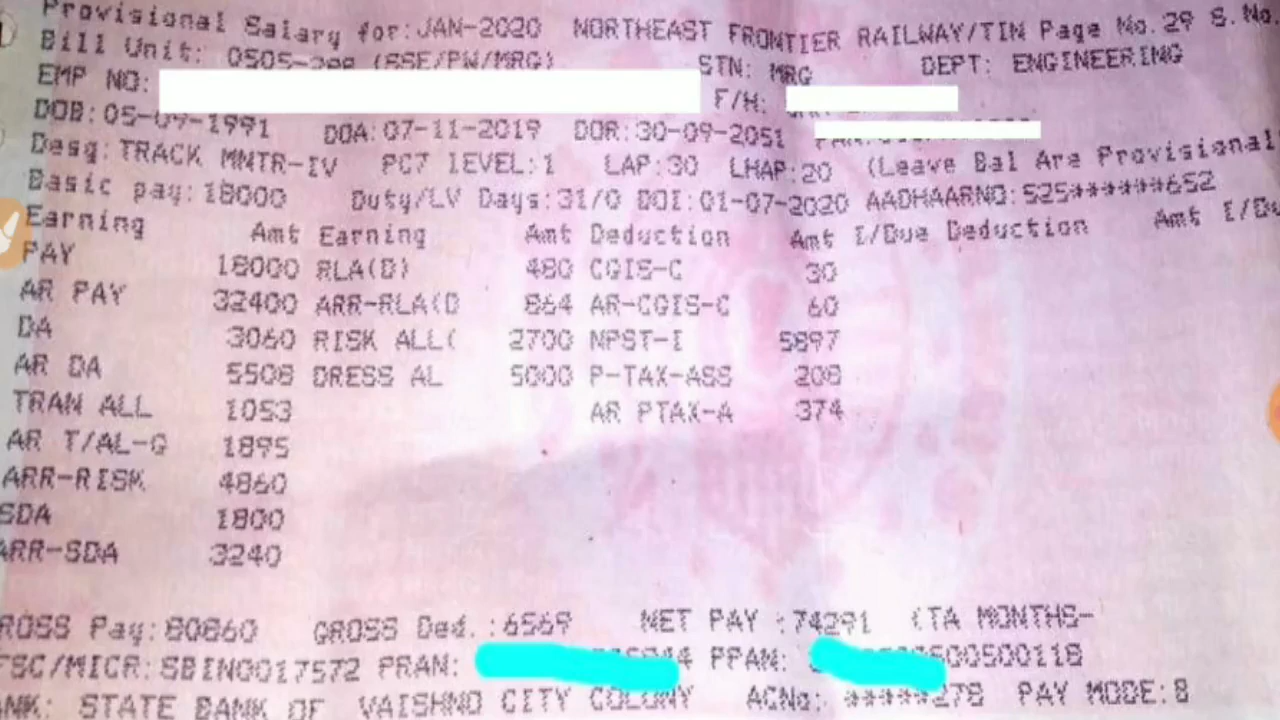 Provisional Salary for:JAN-2020 NORTHEAST FRONTIER RAILWAY/TIN Page No.29 S.No.
Bill Unit: (SSE/PW/MRG) STN: MRG DEPT: ENGINEERING
EMP NO: F/H:
DOB:05-09-1991 DOA:07-11-2019 DOR:30-09-2051
Desg:TRACK MNTR-IV PC7 LEVEL:1 LAP:30 LHAP:20 (Leave Bal Are Provisional
Basic pay:18000 Duty/LV Days:31/0 DOI:01-07-2020 AADHAARNO:525******652
Earning Amt Earning Amt Deduction Amt I/Due Deduction Amt I/Du
PAY 18000 RLA(D) 480 CGIS-C 30
AR PAY 32400 ARR-RLA(D 864 AR-CGIS-C 60
DA 3060 RISK ALL( 2700 NPST-I 5897
AR DA 5508 DRESS AL 5000 P-TAX-ASS 208
TRAN ALL 1053 AR PTAX-A 374
AR T/AL-G 1895
ARR-RISK 4860
SDA 1800
ARR-SDA 3240
ROSS Pay:80860 GROSS Ded.:6569 NET PAY :74291 (TA MONTHS-
FSC/MICR:SBIN0017572 PRAN: PPAN: 500500118
ANK: STATE BANK OF VAISHNO CITY COLONY ACNo: *****278 PAY MODE:B